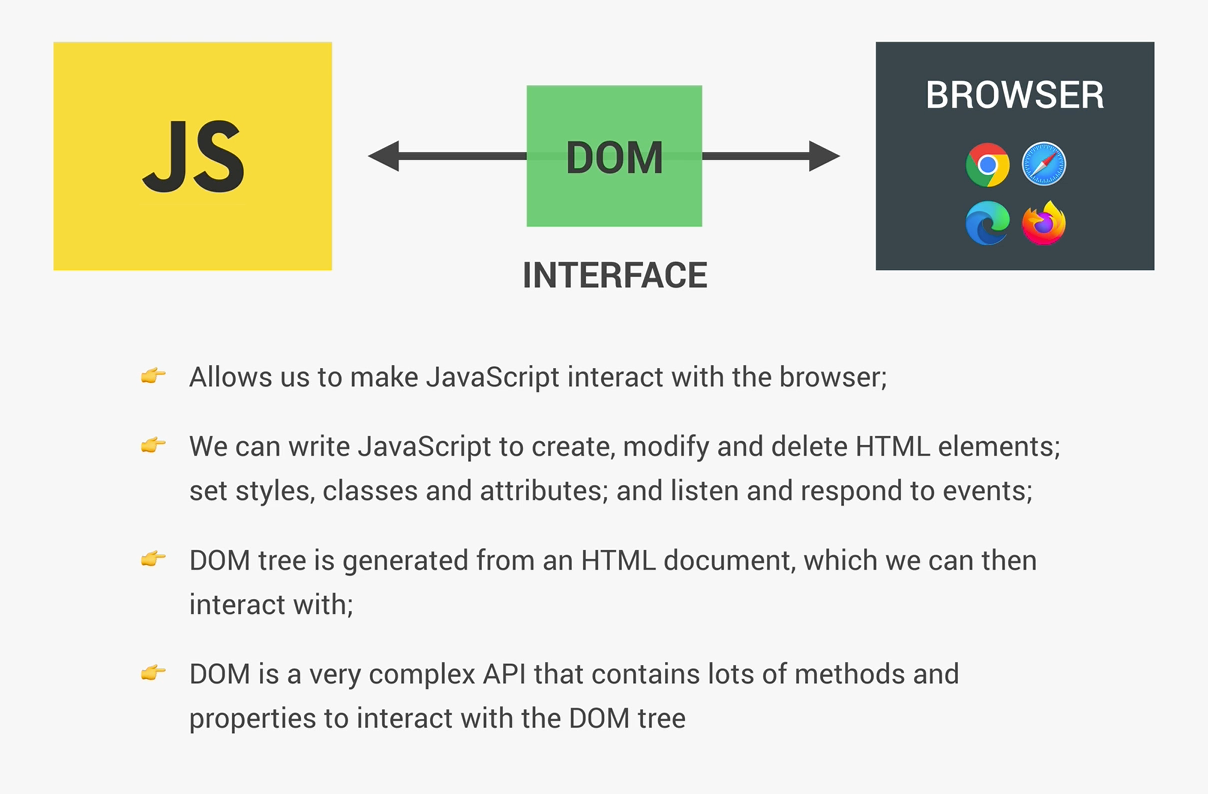 JS
DOM
BROWSER
INTERFACE
Allows us to make JavaScript interact with the browser;
We can write JavaScript to create, modify and delete HTML elements;
set styles, classes and attributes; and listen and respond to events;
DOM tree is generated from an HTML document, which we can then
interact with;
DOM is a very complex API that contains lots of methods and
properties to interact with the DOM tree